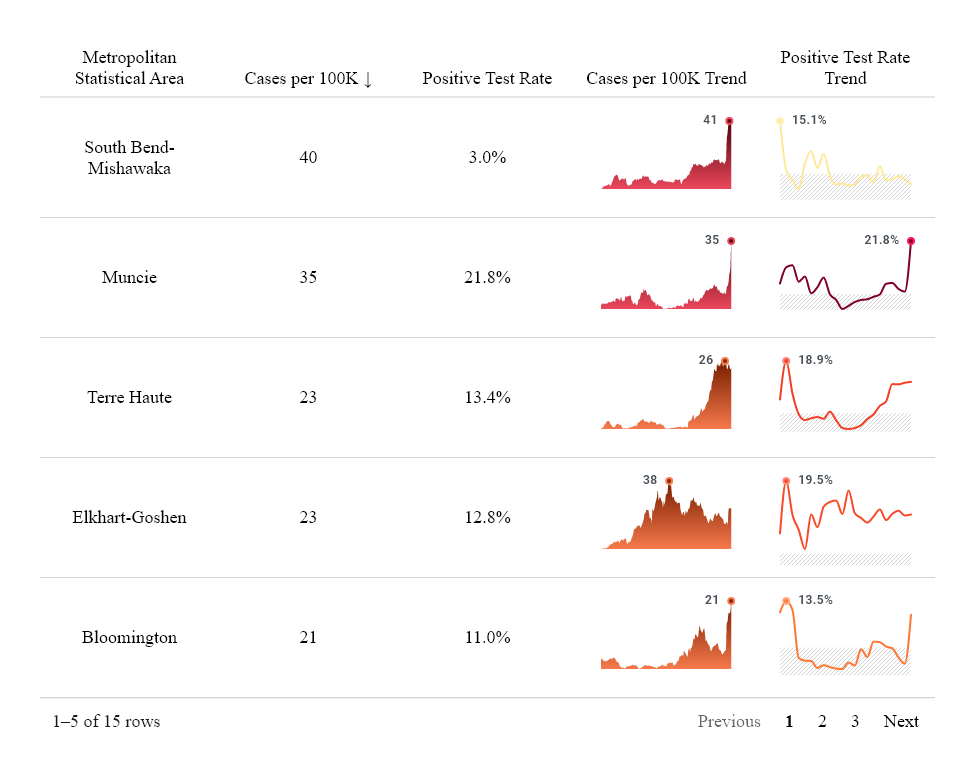 Metropolitan
Statistical Area
Cases per 100K ↓
Positive Test Rate
Cases per 100K Trend
Positive Test Rate
Trend
South Bend-
Mishawaka
40
3.0%
41
15.1%
Muncie
35
21.8%
35
21.8%
Terre Haute
23
13.4%
26
18.9%
Elkhart-Goshen
23
12.8%
38
19.5%
Bloomington
21
11.0%
21
13.5%
1–5 of 15 rows
Previous 1 2 3 Next